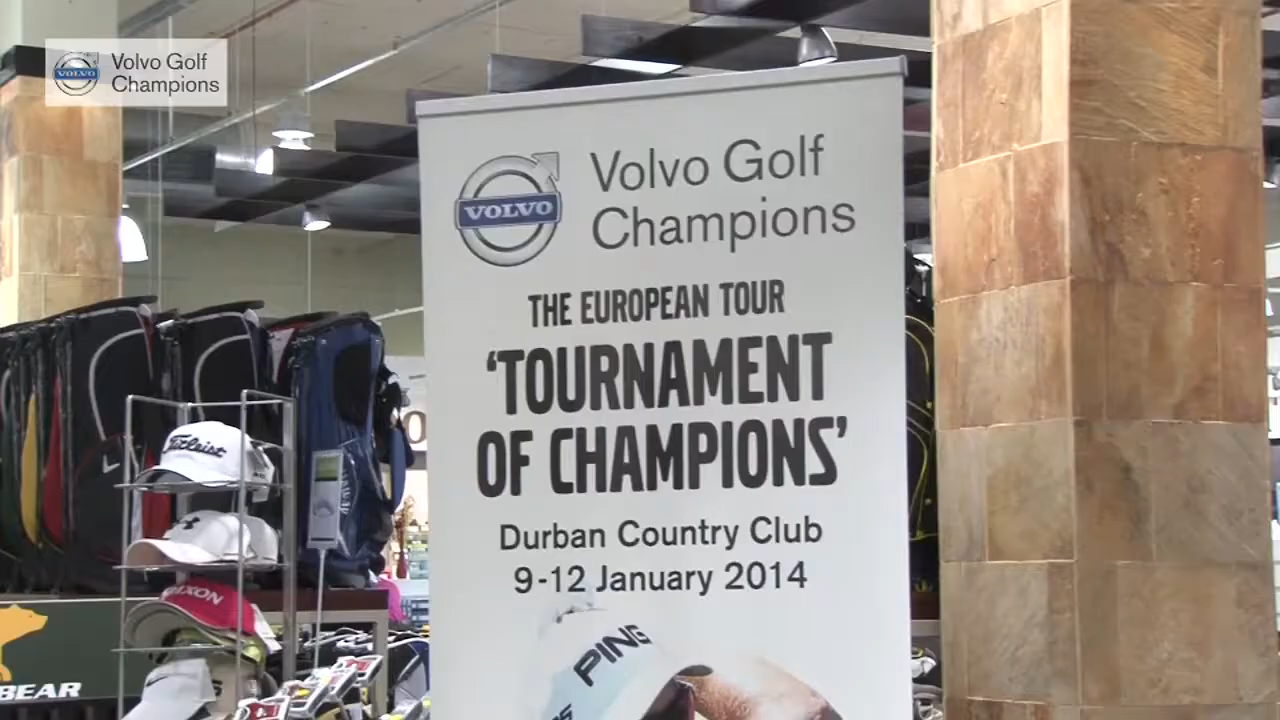 VOLVO
Volvo Golf
Champions
VOLVO
Volvo Golf
Champions
THE EUROPEAN TOUR
‘TOURNAMENT
OF CHAMPIONS’
Durban Country Club
9-12 January 2014
PING
Titleist
BEAR